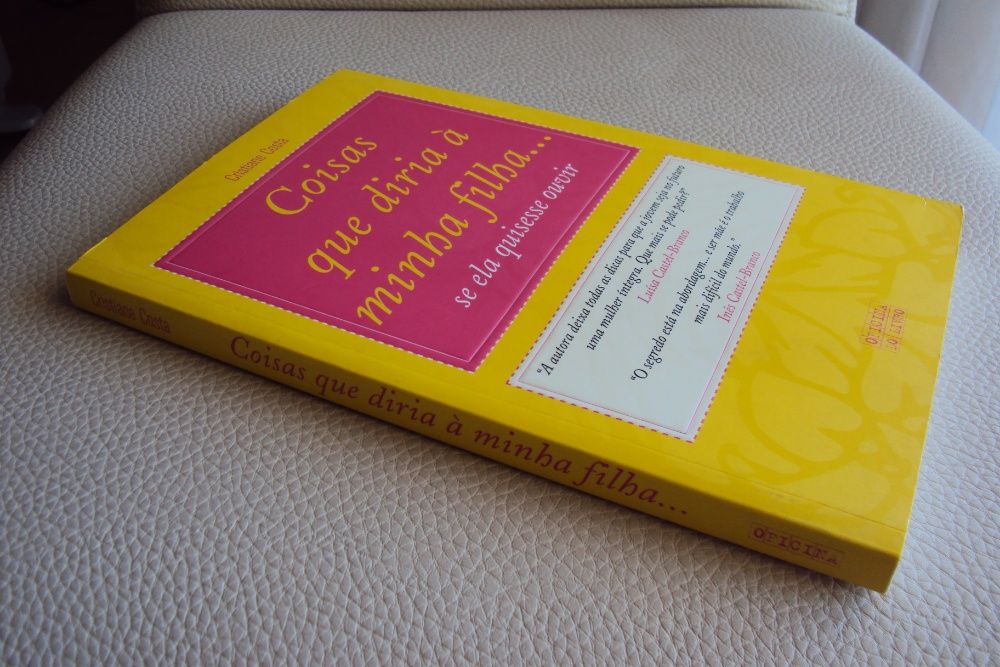 Cristiane Costa
Coisas
que diria à
minha filha...
se ela quisesse ouvir
"A autora deixa todas as dicas para que a jovem seja no futuro
uma mulher íntegra. Que mais se pode pedir?"
Luísa Castel-Branco
"O segredo está na abordagem... e ser mãe é o trabalho
mais difícil do mundo."
Inês Castel-Branco
OFICINA
DO LIVRO
Cristiane Costa
Coisas que diria à minha filha...
OFICINA